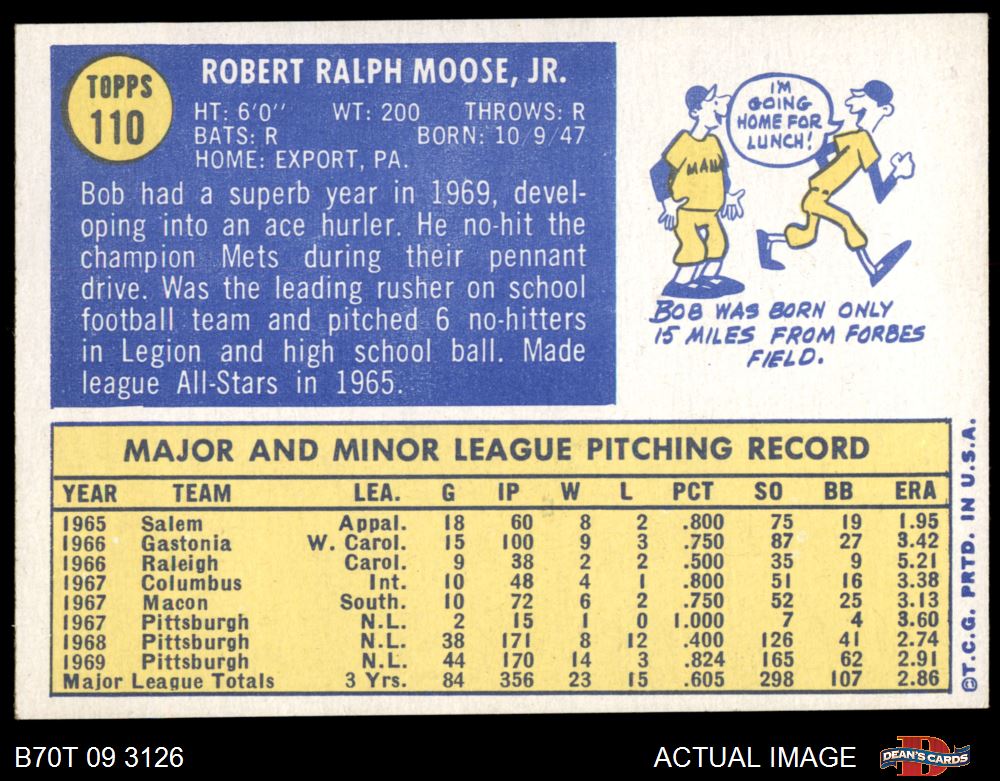 TOPPS
110
ROBERT RALPH MOOSE, JR.
HT: 6'0" WT: 200 THROWS: R
BATS: R BORN: 10/9/47
HOME: EXPORT, PA.
Bob had a superb year in 1969, devel-
oping into an ace hurler. He no-hit the
champion Mets during their pennant
drive. Was the leading rusher on school
football team and pitched 6 no-hitters
in Legion and high school ball. Made
league All-Stars in 1965.
I'M
GOING
HOME FOR
LUNCH!
MAN
BOB WAS BORN ONLY
15 MILES FROM FORBES
FIELD.
MAJOR AND MINOR LEAGUE PITCHING RECORD
YEAR TEAM LEA. G IP W L PCT SO BB ERA
1965 Salem Appal. 18 60 8 2 .800 75 19 1.95
1966 Gastonia W. Carol. 15 100 9 3 .750 87 27 3.42
1966 Raleigh Carol. 9 38 2 2 .500 35 9 5.21
1967 Columbus Int. 10 48 4 1 .800 51 16 3.38
1967 Macon South. 10 72 6 2 .750 52 25 3.13
1967 Pittsburgh N.L. 2 15 1 0 1.000 7 4 3.60
1968 Pittsburgh N.L. 38 171 8 12 .400 126 41 2.74
1969 Pittsburgh N.L. 44 170 14 3 .824 165 62 2.91
Major League Totals 3 Yrs. 84 356 23 15 .605 298 107 2.86
©T.C.G. PRTD. IN U.S.A.
B70T 09 3126
ACTUAL IMAGE
DEAN'S CARDS